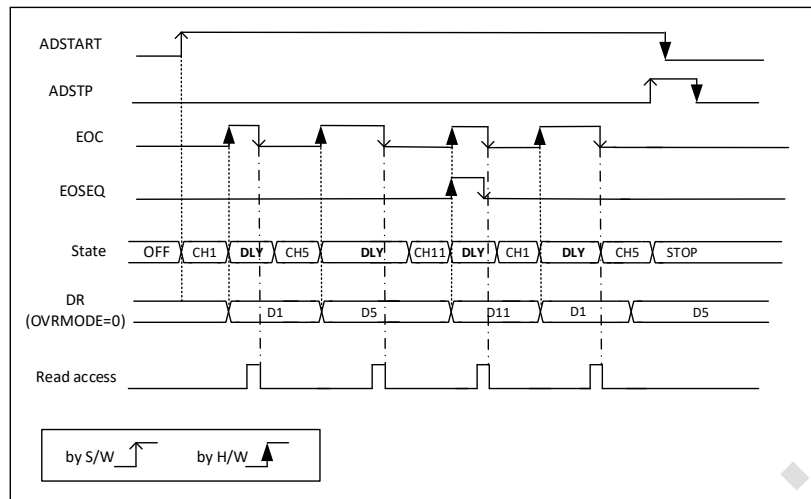 ADSTART
ADSTP
EOC
EOSEQ
State OFF CH1 DLY CH5 DLY CH11 DLY CH1 DLY CH5 STOP
DR
(OVRMODE=0) D1 D5 D11 D1 D5
Read access
by S/W by H/W